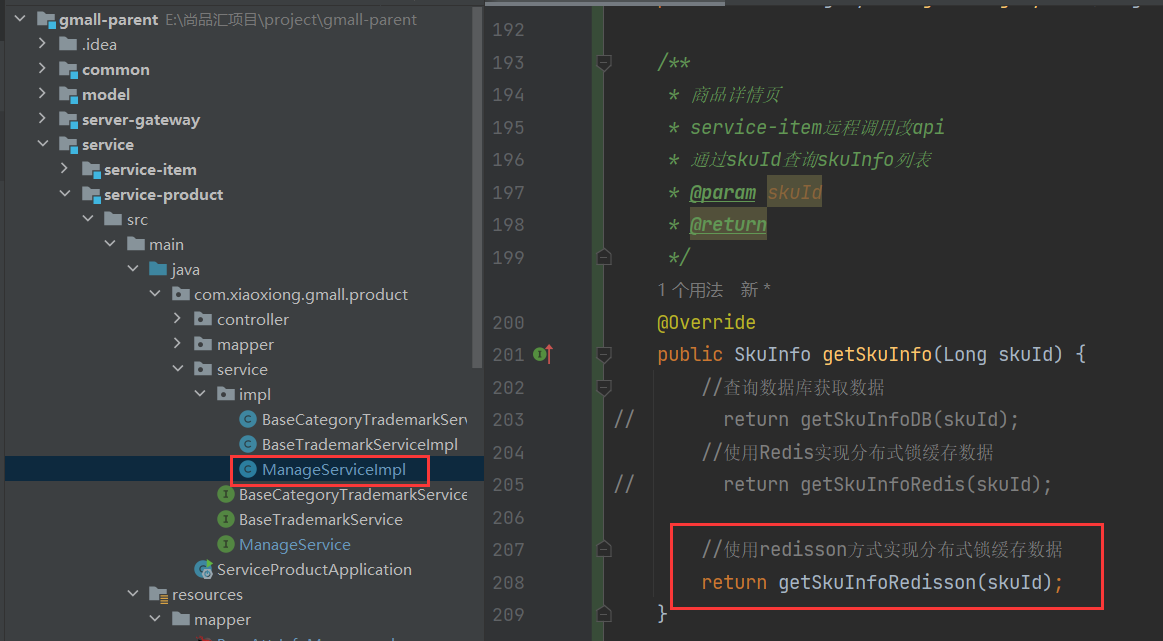 gmall-parent E:\尚品汇项目\project\gmall-parent
.idea
common
model
server-gateway
service
service-item
service-product
src
main
java
com.xiaoxiong.gmall.product
controller
mapper
service
impl
BaseCategoryTrademarkServ
BaseTrademarkServiceImpl
ManageServiceImpl
BaseCategoryTrademarkService
BaseTrademarkService
ManageService
ServiceProductApplication
resources
mapper
192
193 /**
194 * 商品详情页
195 * service-item远程调用改api
196 * 通过skuId查询skuInfo列表
197 * @param skuId
198 * @return
199 */
1 个用法 新 *
200 @Override
201 public SkuInfo getSkuInfo(Long skuId) {
202 //查询数据库获取数据
203 // return getSkuInfoDB(skuId);
204 //使用Redis实现分布式锁缓存数据
205 // return getSkuInfoRedis(skuId);
206
207 //使用redisson方式实现分布式锁缓存数据
208 return getSkuInfoRedisson(skuId);
209 }